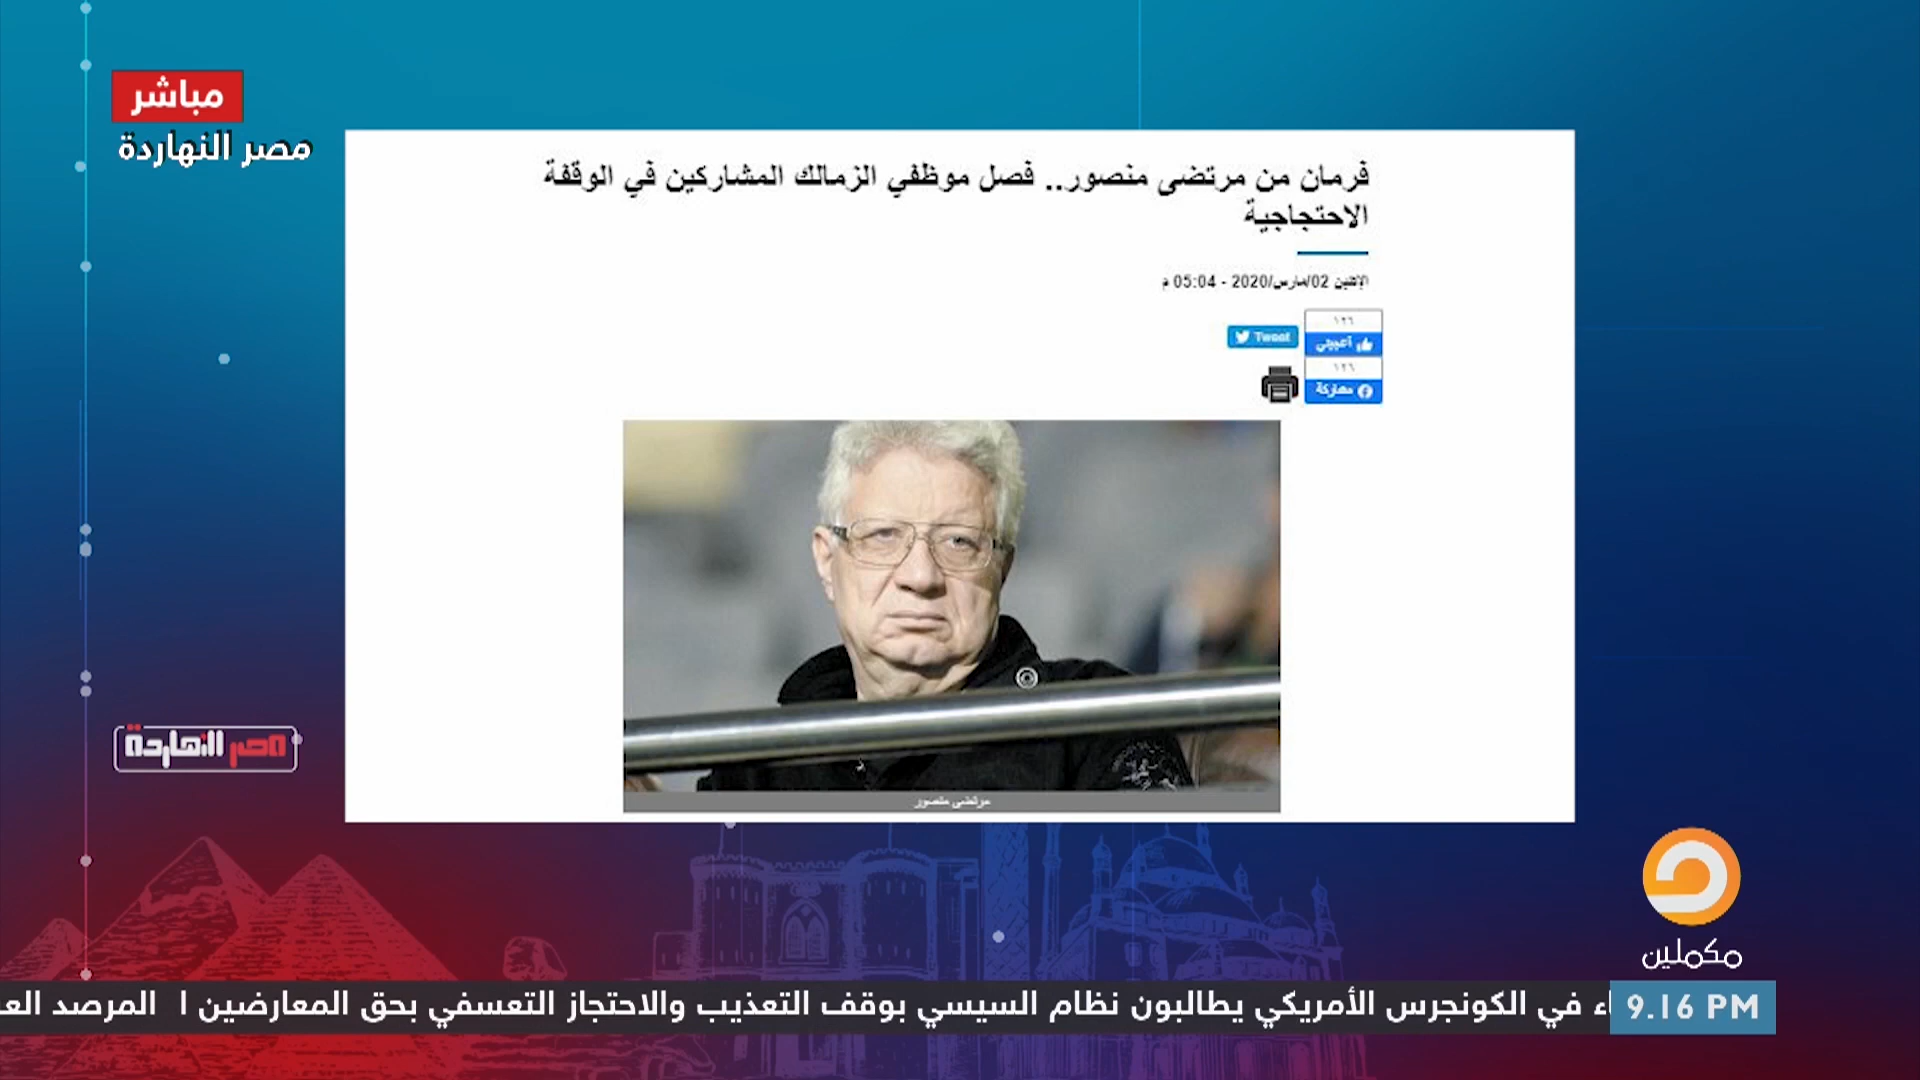 مباشر
مصر النهاردة
فرمان من مرتضى منصور.. فصل موظفي الزمالك المشاركين في الوقفة
الاحتجاجية
الإثنين 02/مارس/2020 - 05:04 م
١٢٦
Tweet
أعجبني
١٢٦
مشاركة
مرتضى منصور
مصر النهاردة
مكملين
في الكونجرس الأمريكي يطالبون نظام السيسي بوقف التعذيب والاحتجاز التعسفي بحق المعارضين | المرصد
9.16 PM